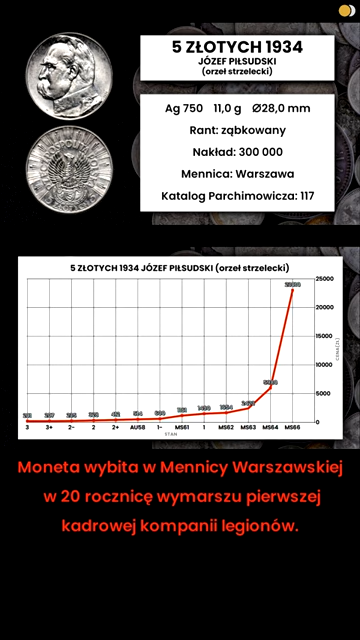 5 ZŁOTYCH 1934
JÓZEF PIŁSUDSKI
(orzeł strzelecki)
Ag 750 11,0 g Ø28,0 mm
Rant: ząbkowany
Nakład: 300 000
Mennica: Warszawa
Katalog Parchimowicza: 117
5 ZŁOTYCH 1934 JÓZEF PIŁSUDSKI (orzeł strzelecki)
25000
20000
15000
10000
5000
0
CENA [ZŁ]
3 3+ 2- 2 2+ AU58 1- MS61 1 MS62 MS63 MS64 MS66
STAN
Moneta wybita w Mennicy Warszawskiej
w 20 rocznicę wymarszu pierwszej
kadrowej kompanii legionów.